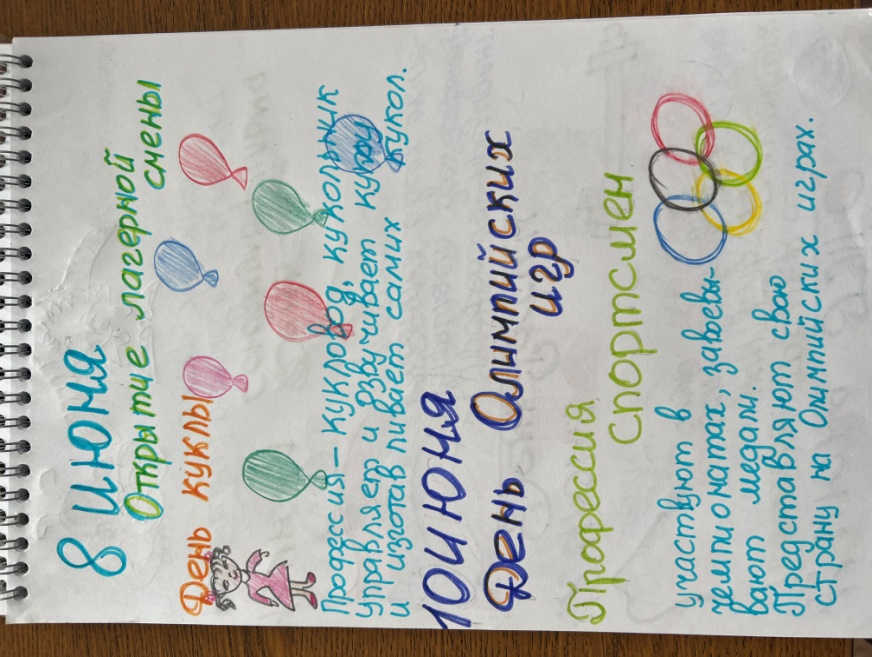 8 июня
Открытие лагерной
смены
День куклы
Профессия - кукловод, кукольник
Управляет и озвучивает куклу
и изготавливает самих кукол.
10 июня
День Олимпийских
игр
Профессия
спортсмен
участвуют в
чемпионатах, завоевы-
вают медали.
Представляют свою
страну на Олимпийских играх.